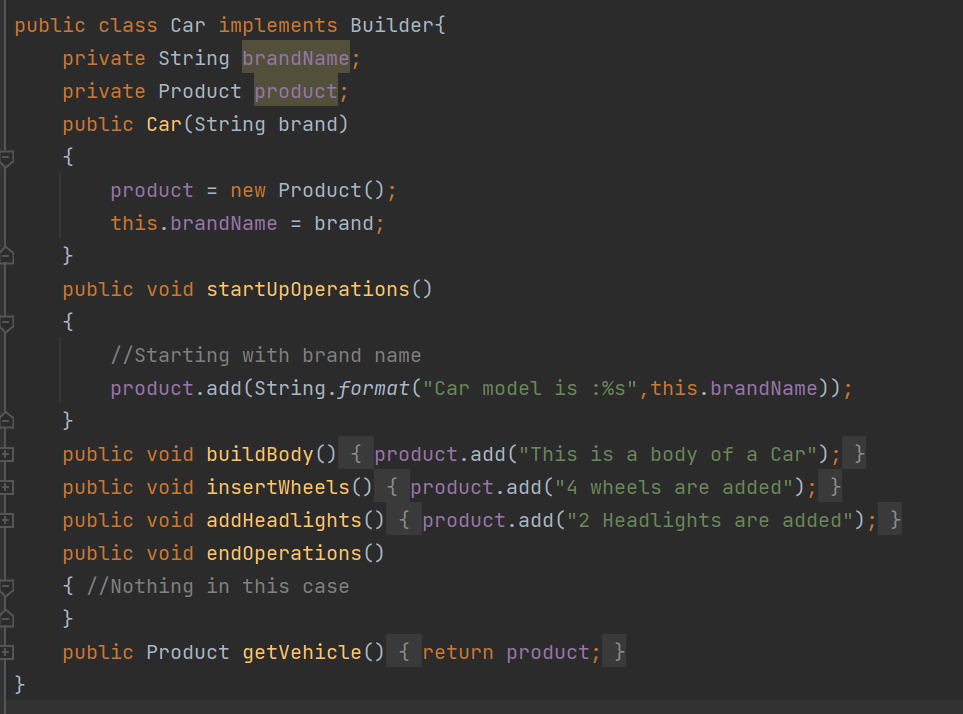 public class Car implements Builder{
    private String brandName;
    private Product product;
    public Car(String brand)
    {
        product = new Product();
        this.brandName = brand;
    }
    public void startUpOperations()
    {
        //Starting with brand name
        product.add(String.format("Car model is :%s",this.brandName));
    }
    public void buildBody() { product.add("This is a body of a Car"); }
    public void insertWheels() { product.add("4 wheels are added"); }
    public void addHeadlights() { product.add("2 Headlights are added"); }
    public void endOperations()
    { //Nothing in this case
    }
    public Product getVehicle() { return product; }
}